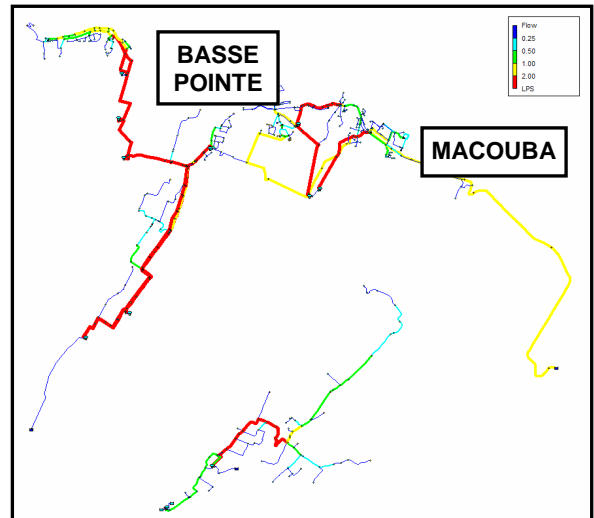 BASSE
POINTE
MACOUBA
Flow
0.25
0.50
1.00
2.00
LPS